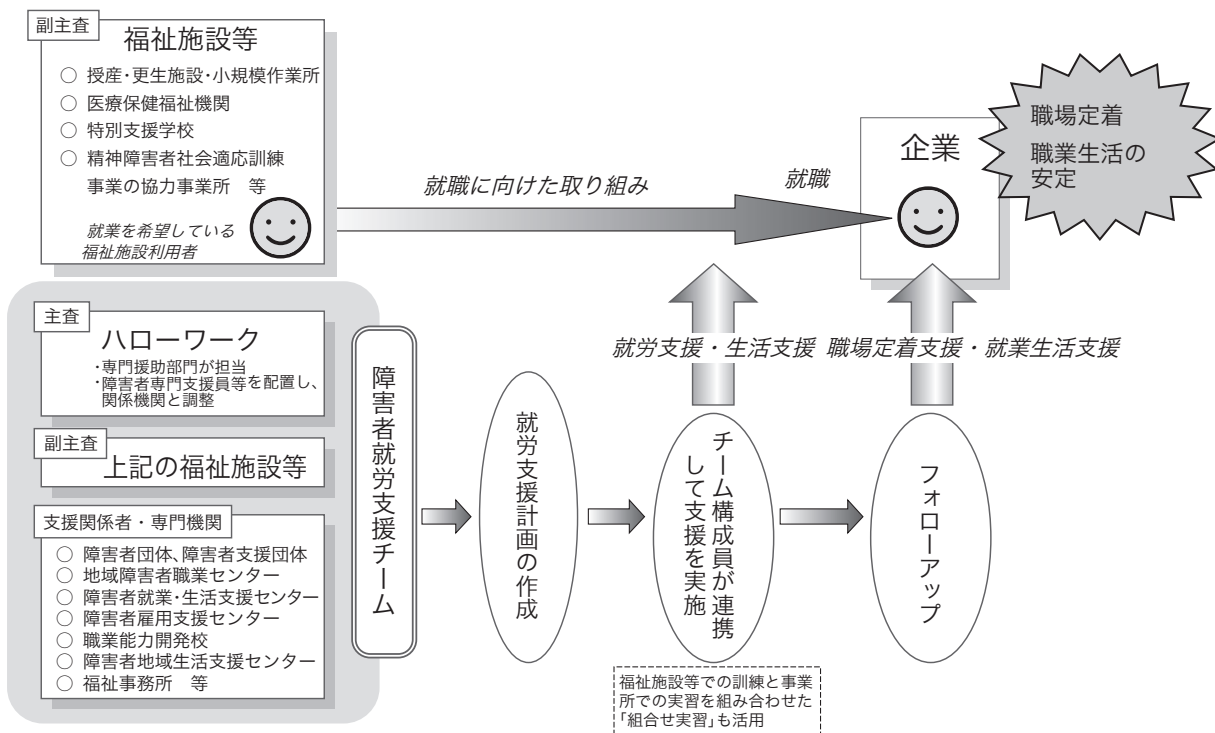 副主査
福祉施設等
○ 授産・更生施設・小規模作業所
○ 医療保健福祉機関
○ 特別支援学校
○ 精神障害者社会適応訓練
事業の協力事業所　等
就業を希望している
福祉施設利用者
就職に向けた取り組み
就職
企業
職場定着
職業生活の
安定
主査
ハローワーク
・専門援助部門が担当
・障害者専門支援員等を配置し、
関係機関と調整
副主査
上記の福祉施設等
支援関係者・専門機関
○ 障害者団体、障害者支援団体
○ 地域障害者職業センター
○ 障害者就業・生活支援センター
○ 障害者雇用支援センター
○ 職業能力開発校
○ 障害者地域生活支援センター
○ 福祉事務所　等
障害者就労支援チーム
就労支援計画の作成
チーム構成員が連携
して支援を実施
フォローアップ
就労支援・生活支援
職場定着支援・就業生活支援
福祉施設等での訓練と事業
所での実習を組み合わせた
「組合せ実習」も活用